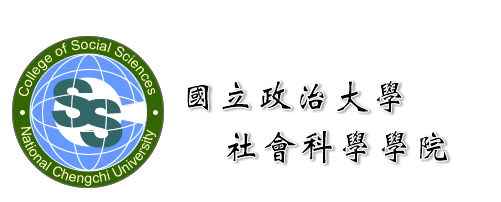 College of Social Sciences
SS
National Chengchi University
國立政治大學
社會科學學院